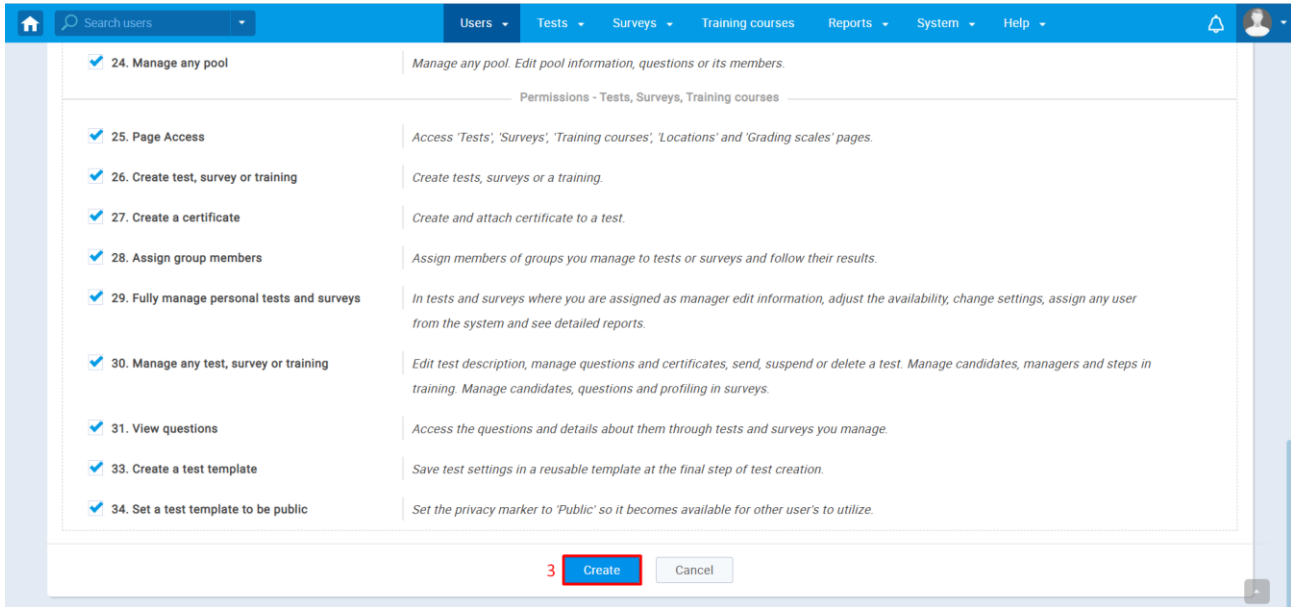 Search users
Users Tests Surveys Training courses Reports System Help
24. Manage any pool Manage any pool. Edit pool information, questions or its members.
Permissions - Tests, Surveys, Training courses
25. Page Access Access 'Tests', 'Surveys', 'Training courses', 'Locations' and 'Grading scales' pages.
26. Create test, survey or training Create tests, surveys or a training.
27. Create a certificate Create and attach certificate to a test.
28. Assign group members Assign members of groups you manage to tests or surveys and follow their results.
29. Fully manage personal tests and surveys In tests and surveys where you are assigned as manager edit information, adjust the availability, change settings, assign any user
from the system and see detailed reports.
30. Manage any test, survey or training Edit test description, manage questions and certificates, send, suspend or delete a test. Manage candidates, managers and steps in
training. Manage candidates, questions and profiling in surveys.
31. View questions Access the questions and details about them through tests and surveys you manage.
33. Create a test template Save test settings in a reusable template at the final step of test creation.
34. Set a test template to be public Set the privacy marker to 'Public' so it becomes available for other user's to utilize.
3 Create Cancel